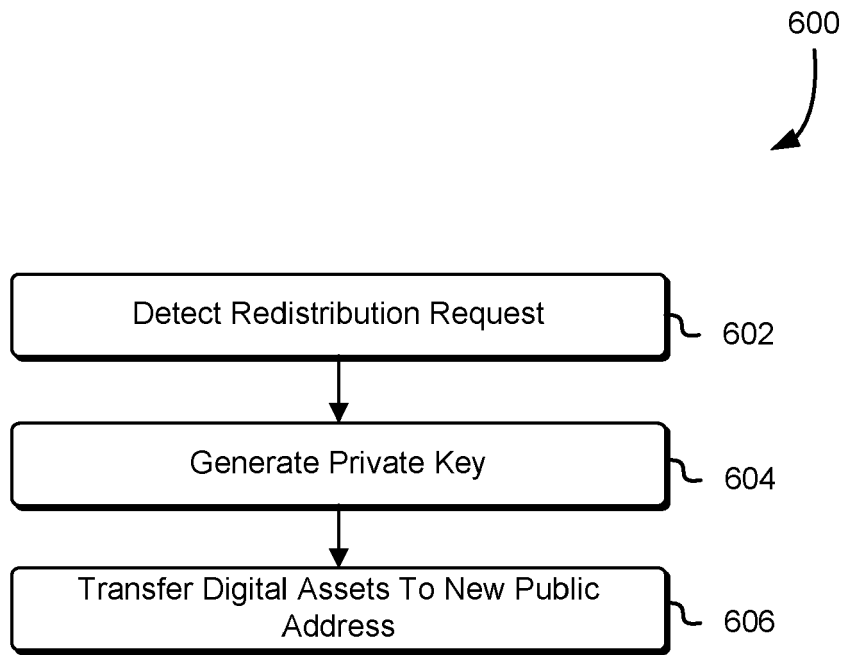 600
Detect Redistribution Request
602
Generate Private Key
604
Transfer Digital Assets To New Public
Address
606